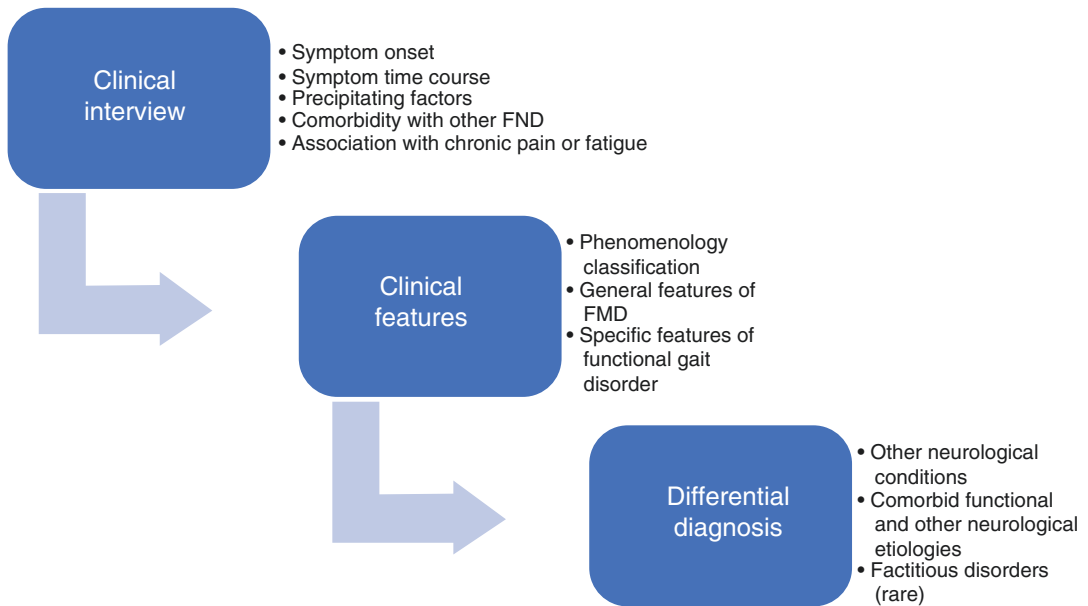 Clinical
interview
• Symptom onset
• Symptom time course
• Precipitating factors
• Comorbidity with other FND
• Association with chronic pain or fatigue
Clinical
features
• Phenomenology
classification
• General features of
FMD
• Specific features of
functional gait
disorder
Differential
diagnosis
• Other neurological
conditions
• Comorbid functional
and other neurological
etiologies
• Factitious disorders
(rare)